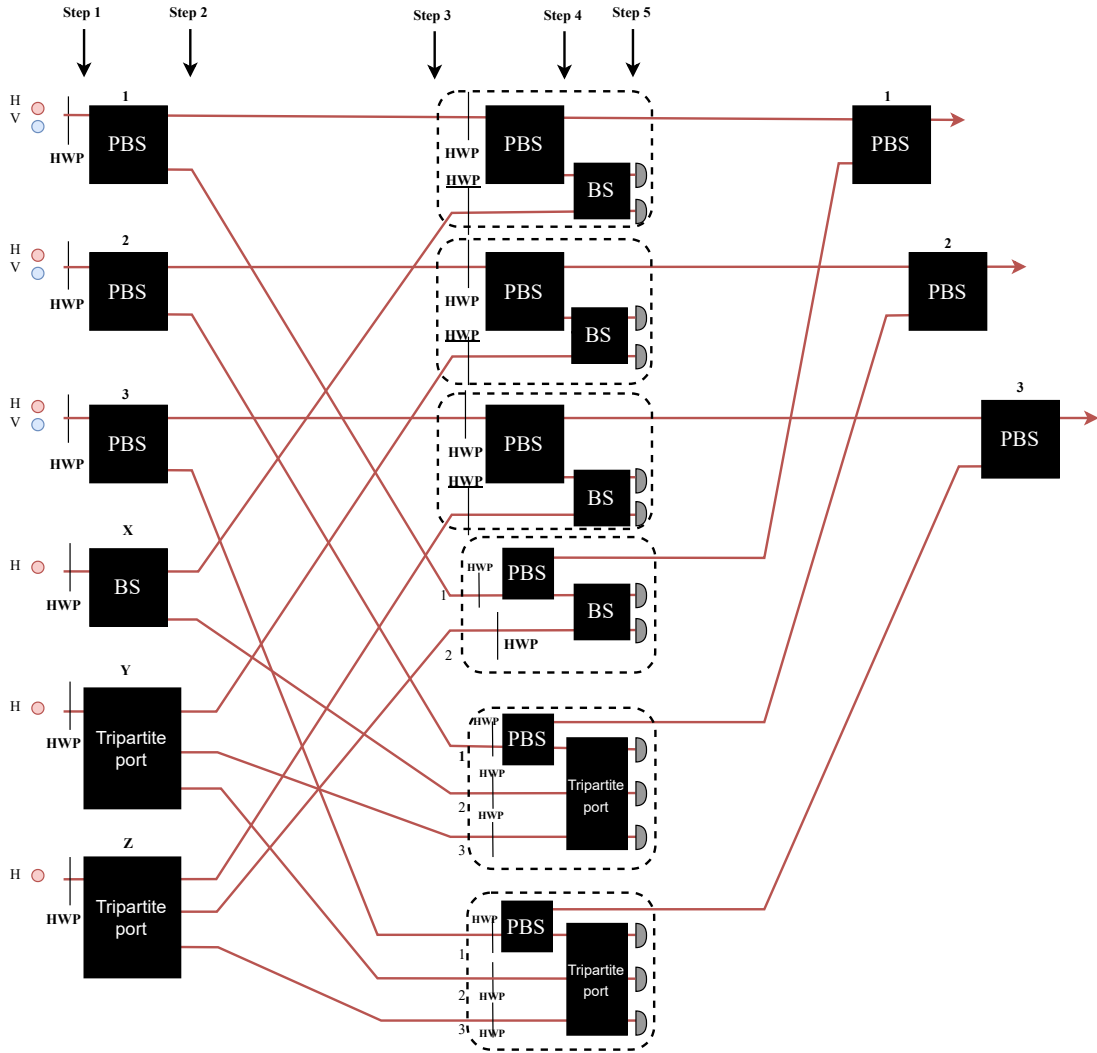 Step 1
Step 2
Step 3
Step 4
Step 5
H
V
HWP
1
PBS
HWP
PBS
HWP
BS
1
PBS
H
V
HWP
2
PBS
HWP
PBS
HWP
BS
2
PBS
H
V
HWP
3
PBS
HWP
PBS
HWP
BS
3
PBS
X
H
HWP
BS
HWP
PBS
1
BS
2
HWP
Y
H
HWP
Tripartite
port
HWP
PBS
1
HWP
2
HWP
3
Tripartite
port
Z
H
HWP
Tripartite
port
HWP
PBS
1
2
HWP
3
HWP
Tripartite
port